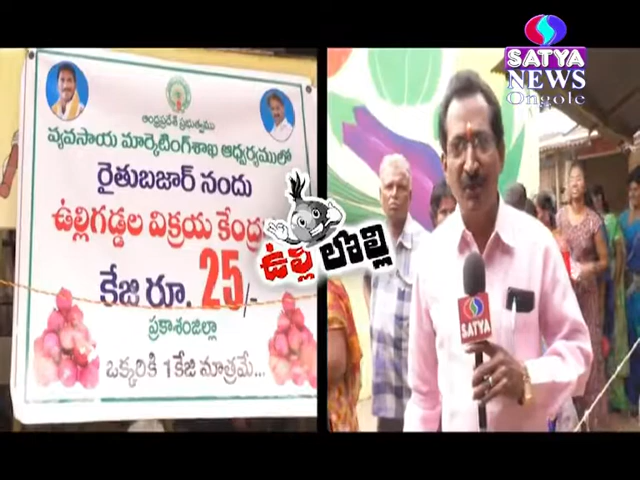 SATYA
NEWS
Ongole
ఆంధ్రప్రదేశ్ ప్రభుత్వము
వ్యవసాయ మార్కెటింగ్‌శాఖ ఆధ్వర్యములో
రైతుబజార్ నందు
ఉల్లిగడ్డల విక్రయ కేంద్ర
కేజి రూ. 25/-
ప్రకాశంజిల్లా
ఒక్కరికి 1 కేజి మాత్రమే...
ఉల్లి లొల్లి
SATYA